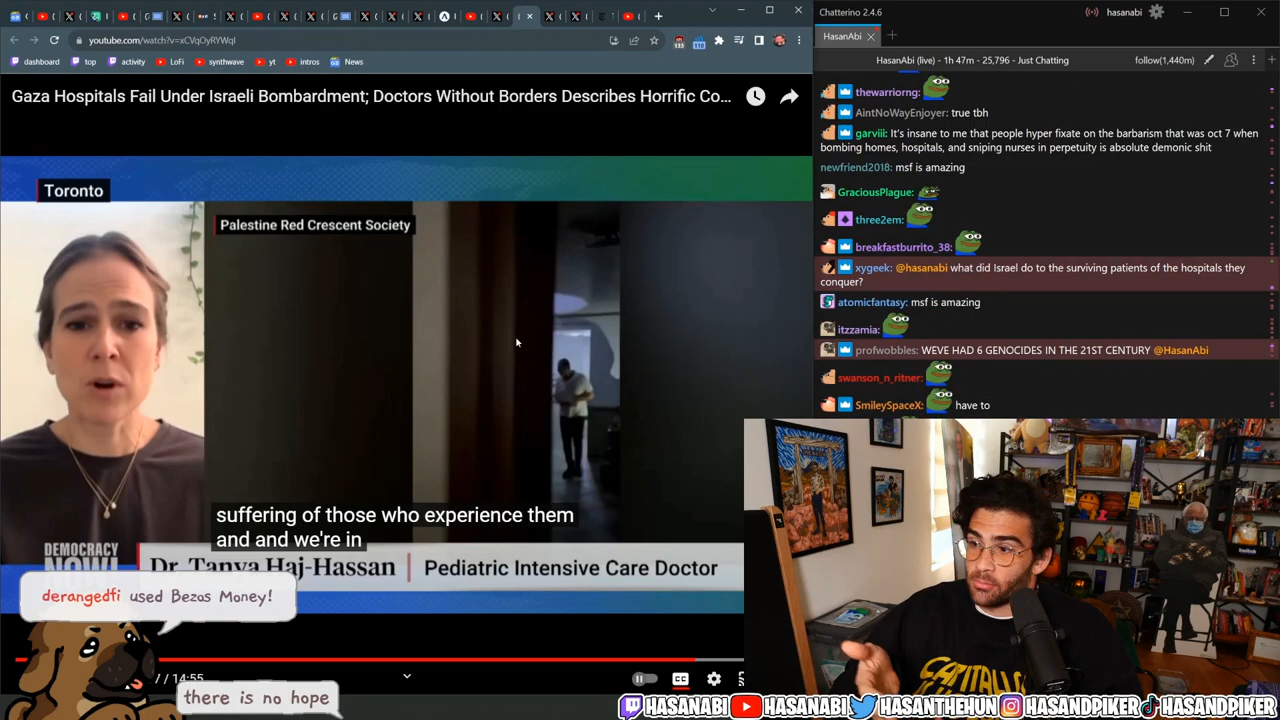 Chatterino 2.4.6
hasanabi
youtube.com/watch?v=xCVqOyRYWqI
HasanAbi
dashboard
top
activity
LoFi
synthwave
yt
intros
News
HasanAbi (live) - 1h 47m - 25,796 - Just Chatting
follow(1,440m)
Gaza Hospitals Fail Under Israeli Bombardment; Doctors Without Borders Describes Horrific Co...
thewarriorng:
AintNoWayEnjoyer: true tbh
garviii: It's insane to me that people hyper fixate on the barbarism that was oct 7 when
bombing homes, hospitals, and sniping nurses in perpetuity is absolute demonic shit
newfriend2018: msf is amazing
GraciousPlague:
three2em:
breakfastburrito_38:
xygeek: @hasanabi what did Israel do to the surviving patients of the hospitals they
conquer?
atomicfantasy: msf is amazing
itzzamia:
profwobbles: WEVE HAD 6 GENOCIDES IN THE 21ST CENTURY @HasanAbi
swanson_n_ritner:
SmileySpaceX: have to
Toronto
Palestine Red Crescent Society
suffering of those who experience them
and and we're in
DEMOCRACY
NOW!
Dr. Tanya Haj-Hassan | Pediatric Intensive Care Doctor
derangedfi used Bezos Money!
/ 14:55
CC
there is no hope
HASANABI
HASANABI
HASANTHEHUN
HASANDPIKER
HASANDPIKER